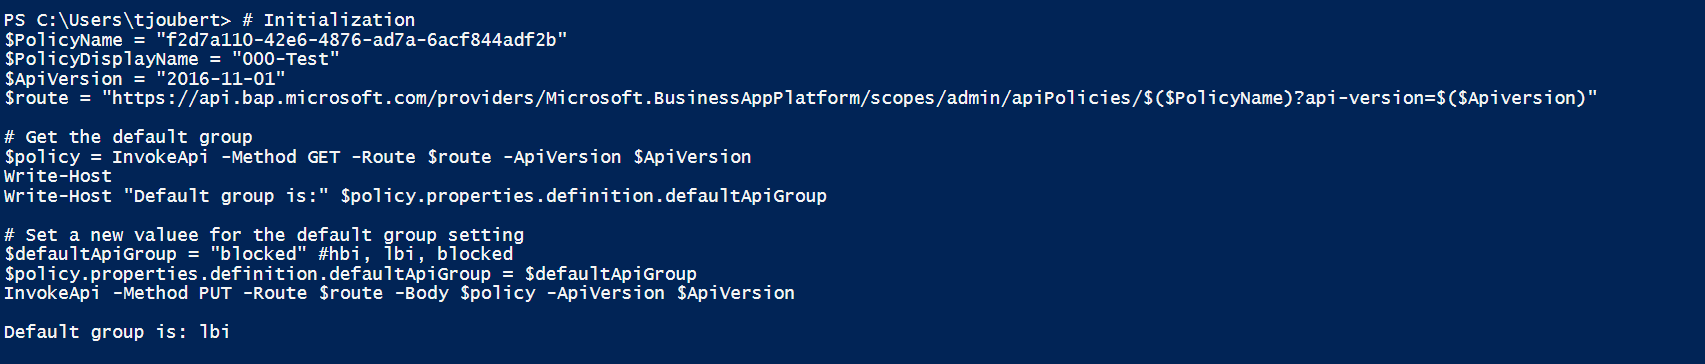 PS C:\Users\tjoubert> # Initialization
$PolicyName = "f2d7a110-42e6-4876-ad7a-6acf844adf2b"
$PolicyDisplayName = "000-Test"
$ApiVersion = "2016-11-01"
$route = "https://api.bap.microsoft.com/providers/Microsoft.BusinessAppPlatform/scopes/admin/apiPolicies/$($PolicyName)?api-version=$($Apiversion)"
# Get the default group
$policy = InvokeApi -Method GET -Route $route -ApiVersion $ApiVersion
Write-Host
Write-Host "Default group is:" $policy.properties.definition.defaultApiGroup
# Set a new valuee for the default group setting
$defaultApiGroup = "blocked" #hbi, lbi, blocked
$policy.properties.definition.defaultApiGroup = $defaultApiGroup
InvokeApi -Method PUT -Route $route -Body $policy -ApiVersion $ApiVersion
Default group is: lbi